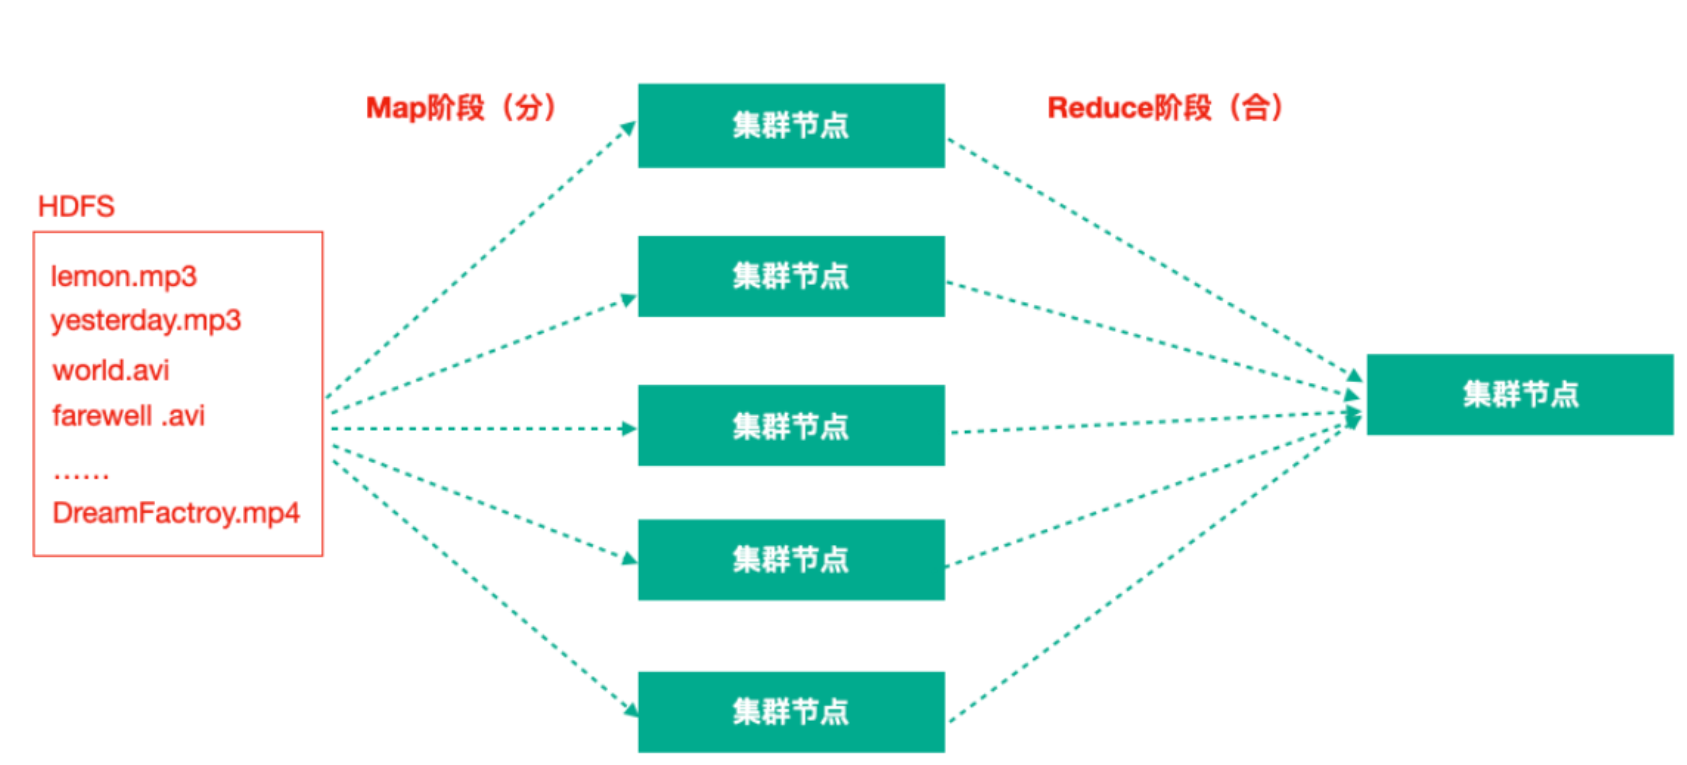 Map阶段（分）
Reduce阶段（合）
HDFS
lemon.mp3
yesterday.mp3
world.avi
farewell .avi
……
DreamFactroy.mp4
集群节点
集群节点
集群节点
集群节点
集群节点
集群节点